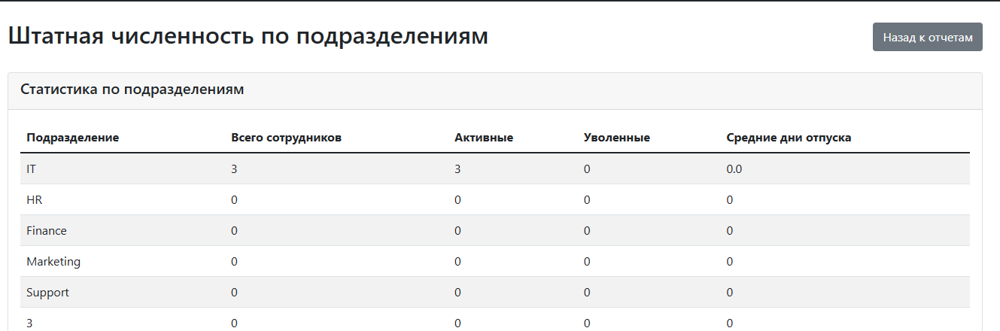 Штатная численность по подразделениям
Назад к отчетам
Статистика по подразделениям
Подразделение Всего сотрудников Активные Уволенные Средние дни отпуска
IT 3 3 0 0.0
HR 0 0 0 0
Finance 0 0 0 0
Marketing 0 0 0 0
Support 0 0 0 0
3 0 0 0 0